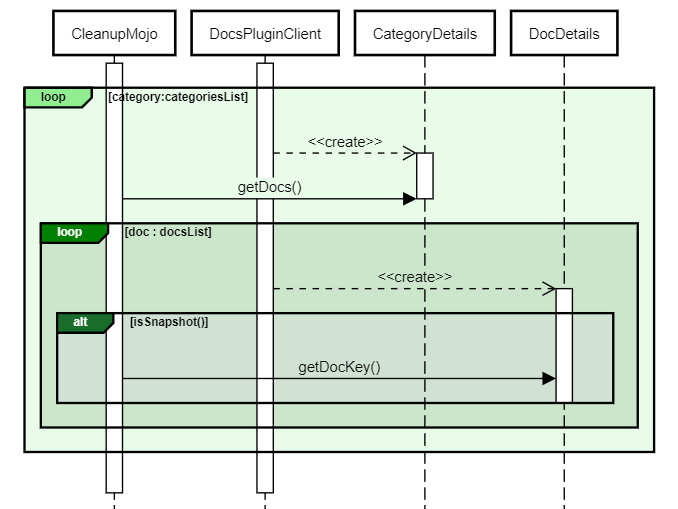 CleanupMojo
DocsPluginClient
CategoryDetails
DocDetails
loop
[category:categoriesList]
<<create>>
getDocs()
loop
[doc : docsList]
<<create>>
alt
[isSnapshot()]
getDocKey()